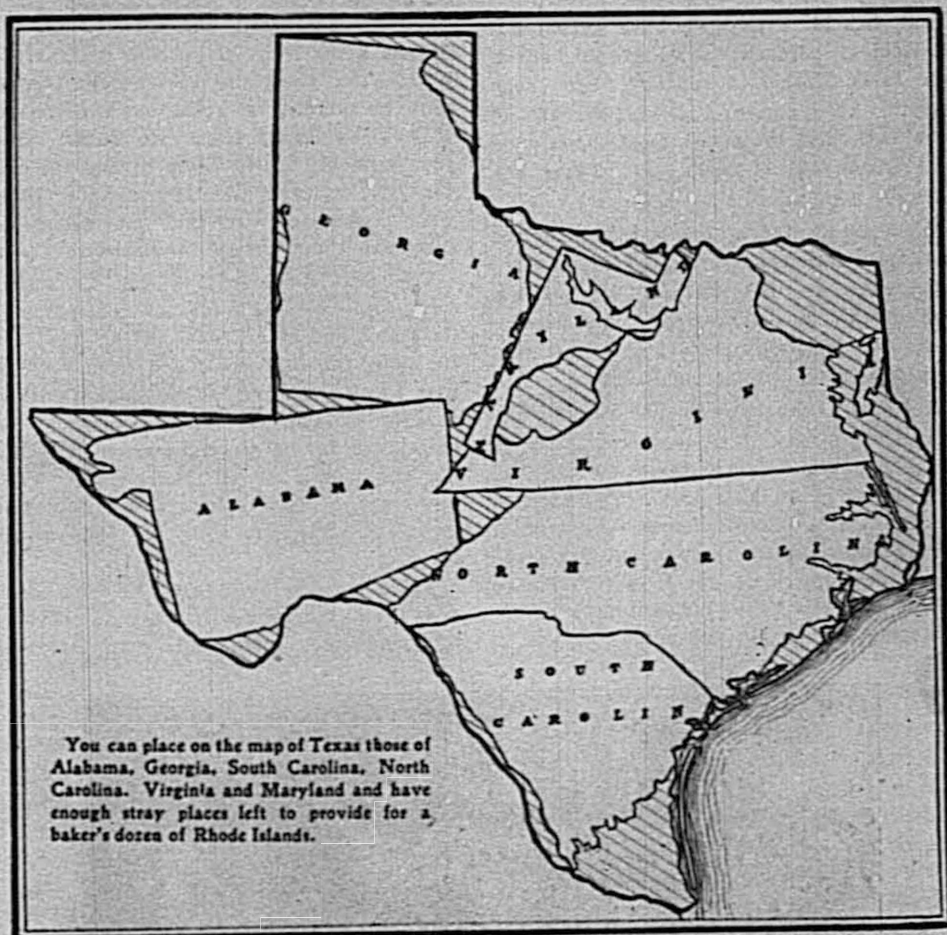 GEORGIA
MARYLAND
VIRGINIA
ALABAMA
NORTH CAROLINA
SOUTH
CAROLINA
You can place on the map of Texas those of
Alabama, Georgia, South Carolina, North
Carolina. Virginia and Maryland and have
enough stray places left to provide for a
baker's dozen of Rhode Islands.